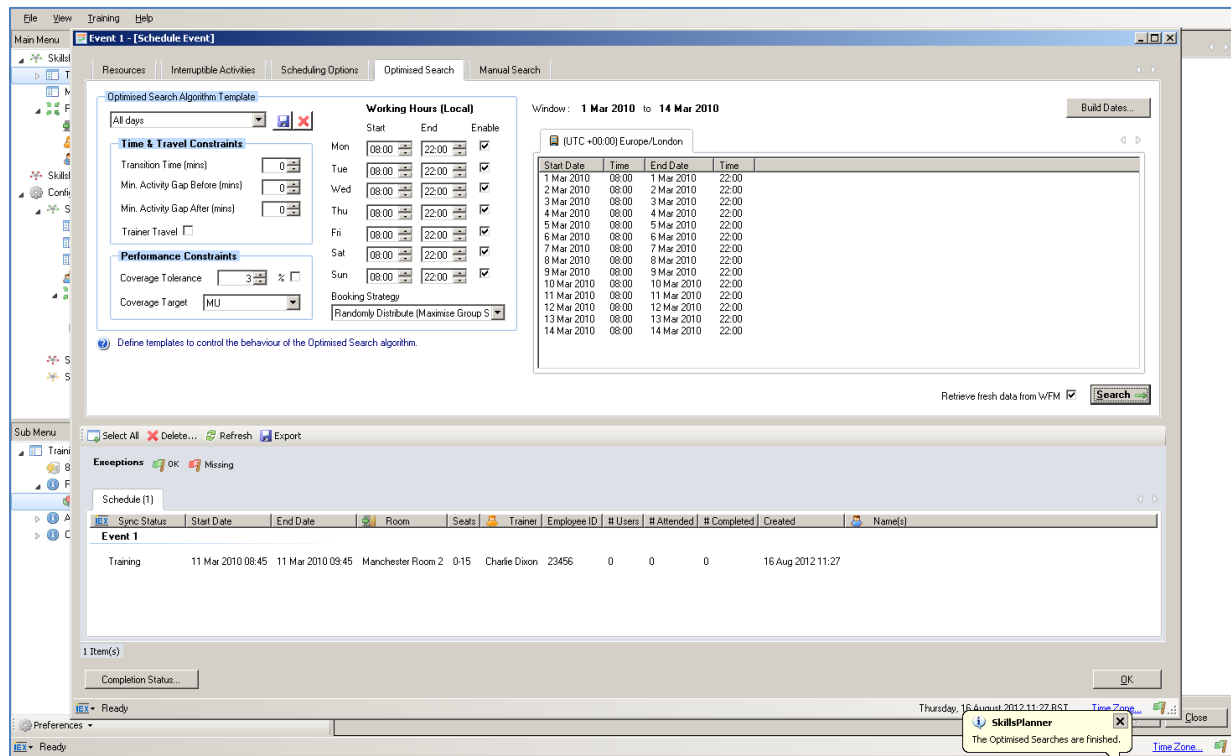 File View Training Help
Main Menu
Event 1 - [Schedule Event]
Resources Interruptible Activities Scheduling Options Optimised Search Manual Search
Optimised Search Algorithm Template
All days
Working Hours (Local)
Start End Enable
Time & Travel Constraints
Transition Time (mins) 0
Min. Activity Gap Before (mins) 0
Min. Activity Gap After (mins) 0
Trainer Travel
Performance Constraints
Coverage Tolerance 3 %
Coverage Target MU
Mon 08:00 22:00
Tue 08:00 22:00
Wed 08:00 22:00
Thu 08:00 22:00
Fri 08:00 22:00
Sat 08:00 22:00
Sun 08:00 22:00
Booking Strategy
Randomly Distribute (Maximise Group S
Define templates to control the behaviour of the Optimised Search algorithm.
Window : 1 Mar 2010 to 14 Mar 2010
Build Dates...
(UTC +00:00) Europe/London
Start Date Time End Date Time
1 Mar 2010 08:00 1 Mar 2010 22:00
2 Mar 2010 08:00 2 Mar 2010 22:00
3 Mar 2010 08:00 3 Mar 2010 22:00
4 Mar 2010 08:00 4 Mar 2010 22:00
5 Mar 2010 08:00 5 Mar 2010 22:00
6 Mar 2010 08:00 6 Mar 2010 22:00
7 Mar 2010 08:00 7 Mar 2010 22:00
8 Mar 2010 08:00 8 Mar 2010 22:00
9 Mar 2010 08:00 9 Mar 2010 22:00
10 Mar 2010 08:00 10 Mar 2010 22:00
11 Mar 2010 08:00 11 Mar 2010 22:00
12 Mar 2010 08:00 12 Mar 2010 22:00
13 Mar 2010 08:00 13 Mar 2010 22:00
14 Mar 2010 08:00 14 Mar 2010 22:00
Retrieve fresh data from WFM
Search
Sub Menu
Select All Delete... Refresh Export
Exceptions OK Missing
Schedule (1)
IEX Sync Status Start Date End Date Room Seats Trainer Employee ID # Users # Attended # Completed Created Name(s)
Event 1
Training 11 Mar 2010 08:45 11 Mar 2010 09:45 Manchester Room 2 0-15 Charlie Dixon 23456 0 0 0 16 Aug 2012 11:27
1 Item(s)
Completion Status...
OK
IEX Ready
Thursday, 16 August 2012 11:27 BST Time Zone...
Preferences
Close
SkillsPlanner
The Optimised Searches are finished.
IEX Ready
Time Zone...